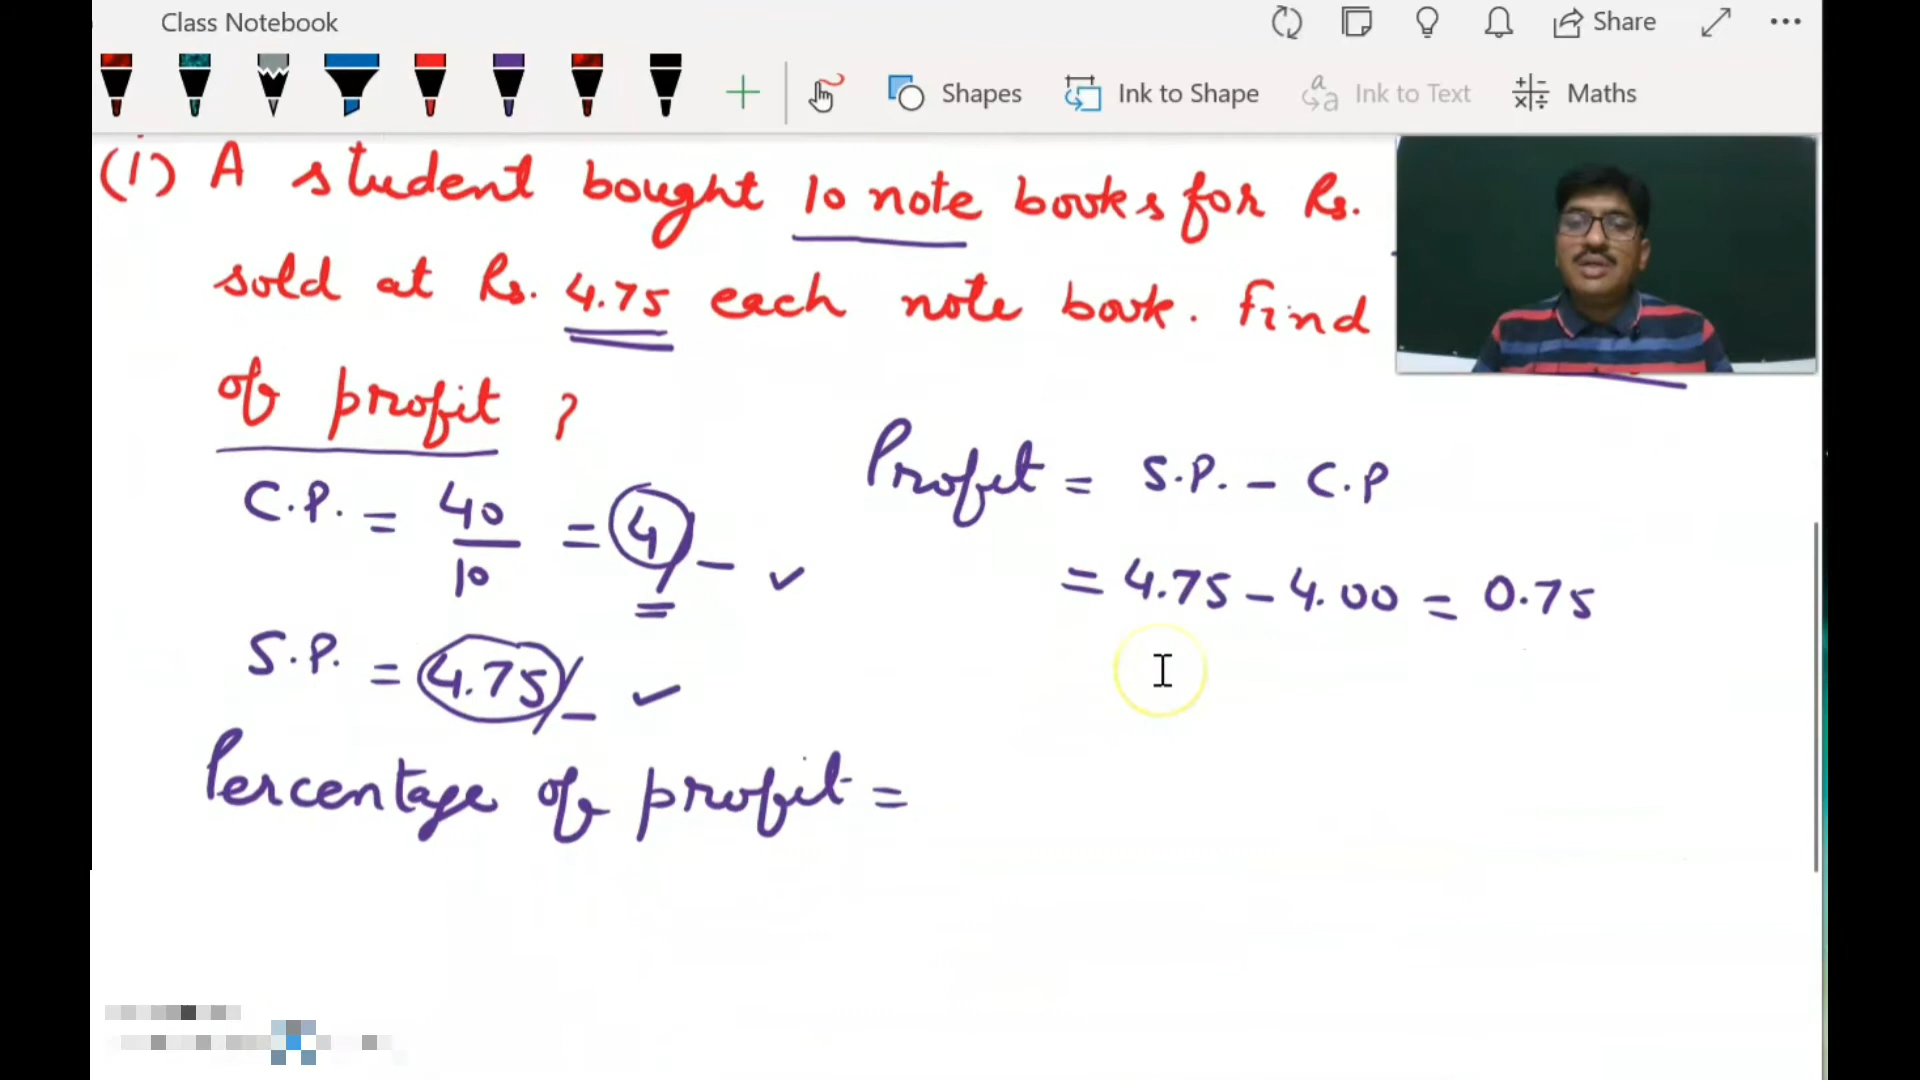 Class Notebook
Share
Shapes
Ink to Shape
Ink to Text
Maths
(i) A student bought 10 note books for Rs.
sold at Rs. 4.75 each note book. Find
of profit ?
C.P. = 40/10 = 4/-
S.P. = 4.75/-
Profit = S.P. - C.P
= 4.75 - 4.00 = 0.75
Percentage of profit =